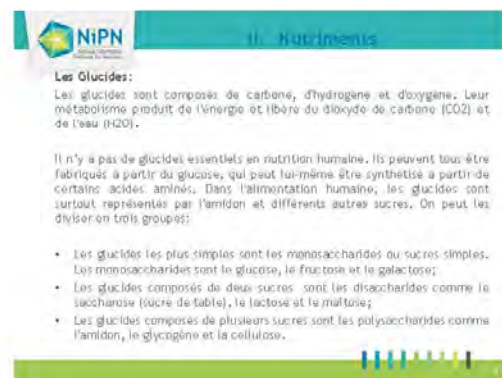 NiPN
II. Nutriments
Les Glucides:
Les glucides sont composés de carbone, d'hydrogène et d'oxygène. Leur
métabolisme produit de l'énergie et libère du dioxyde de carbone (CO2) et
de l'eau (H2O).
Il n'y a pas de glucides essentiels en nutrition humaine. Ils peuvent tous être
fabriqués à partir du glucose, qui peut lui-même être synthétisé à partir de
certains acides aminés. Dans l'alimentation humaine, les glucides sont
surtout représentés par l'amidon et différents autres sucres. On peut les
diviser en trois groupes:
• Les glucides les plus simples sont les monosaccharides ou sucres simples.
Les monosaccharides sont le glucose, le fructose et le galactose;
• Les glucides composés de deux sucres sont les disaccharides comme le
saccharose (sucre de table), le lactose et le maltose;
• Les glucides composés de plusieurs sucres sont les polysaccharides comme
l'amidon, le glycogène et la cellulose.